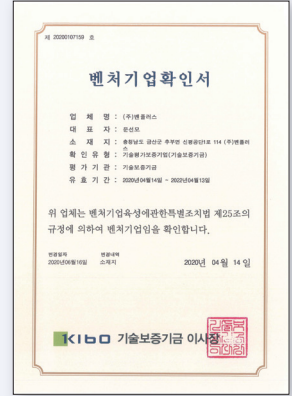 제 20200107159 호
벤처기업확인서
업 체 명 : (주)벤플러스
대 표 자 : 운선모
소 재 지 : 충청남도 금산군 추부면 신평공단1로 114 (주)벤플러
스
확 인 유 형 : 기술평가보증기업(기술보증기금)
평 가 기 관 : 기술보증기금
유 효 기 간 : 2020년04월14일 ~ 2022년04월13일
위 업체는 벤처기업육성에관한특별조치법 제25조의
규정에 의하여 벤처기업임을 확인합니다.
변경일자 변경내역
2020년06월16일 소재지
2020년 04월 14일
KIBO 기술보증기금 이사장